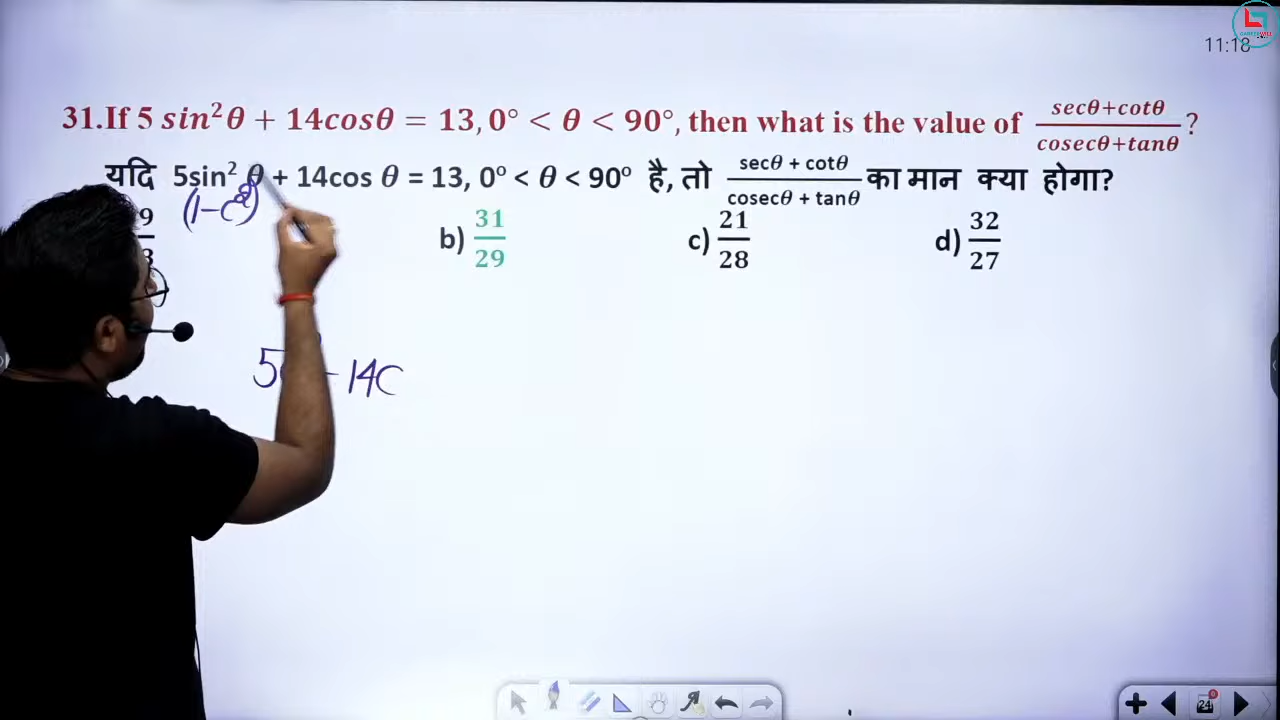 11:18
31.If 5 sin²θ + 14cosθ = 13, 0° < θ < 90°, then what is the value of secθ+cotθ/cosecθ+tanθ?
यदि 5sin² θ + 14cos θ = 13, 0° < θ < 90° है, तो secθ + cotθ/cosecθ + tanθ का मान क्या होगा?
(1-c²)
b) 31/29 c) 21/28 d) 32/27
14C
24